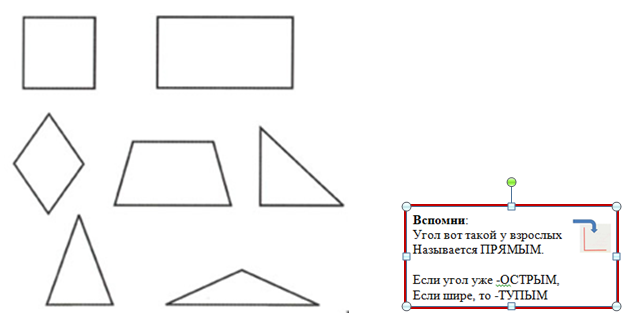 Вспомни:
Угол вот такой у взрослых
Называется ПРЯМЫМ.
Если угол уже -ОСТРЫМ,
Если шире, то -ТУПЫМ